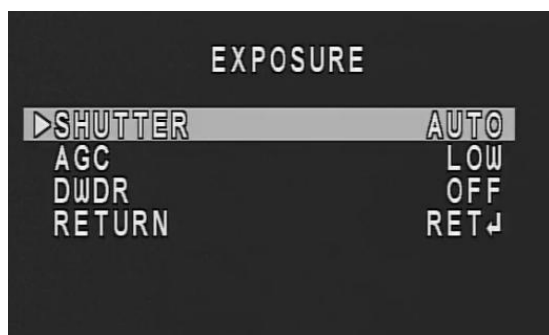 EXPOSURE
▷SHUTTER AUTO
AGC LOW
DWDR OFF
RETURN RET↲